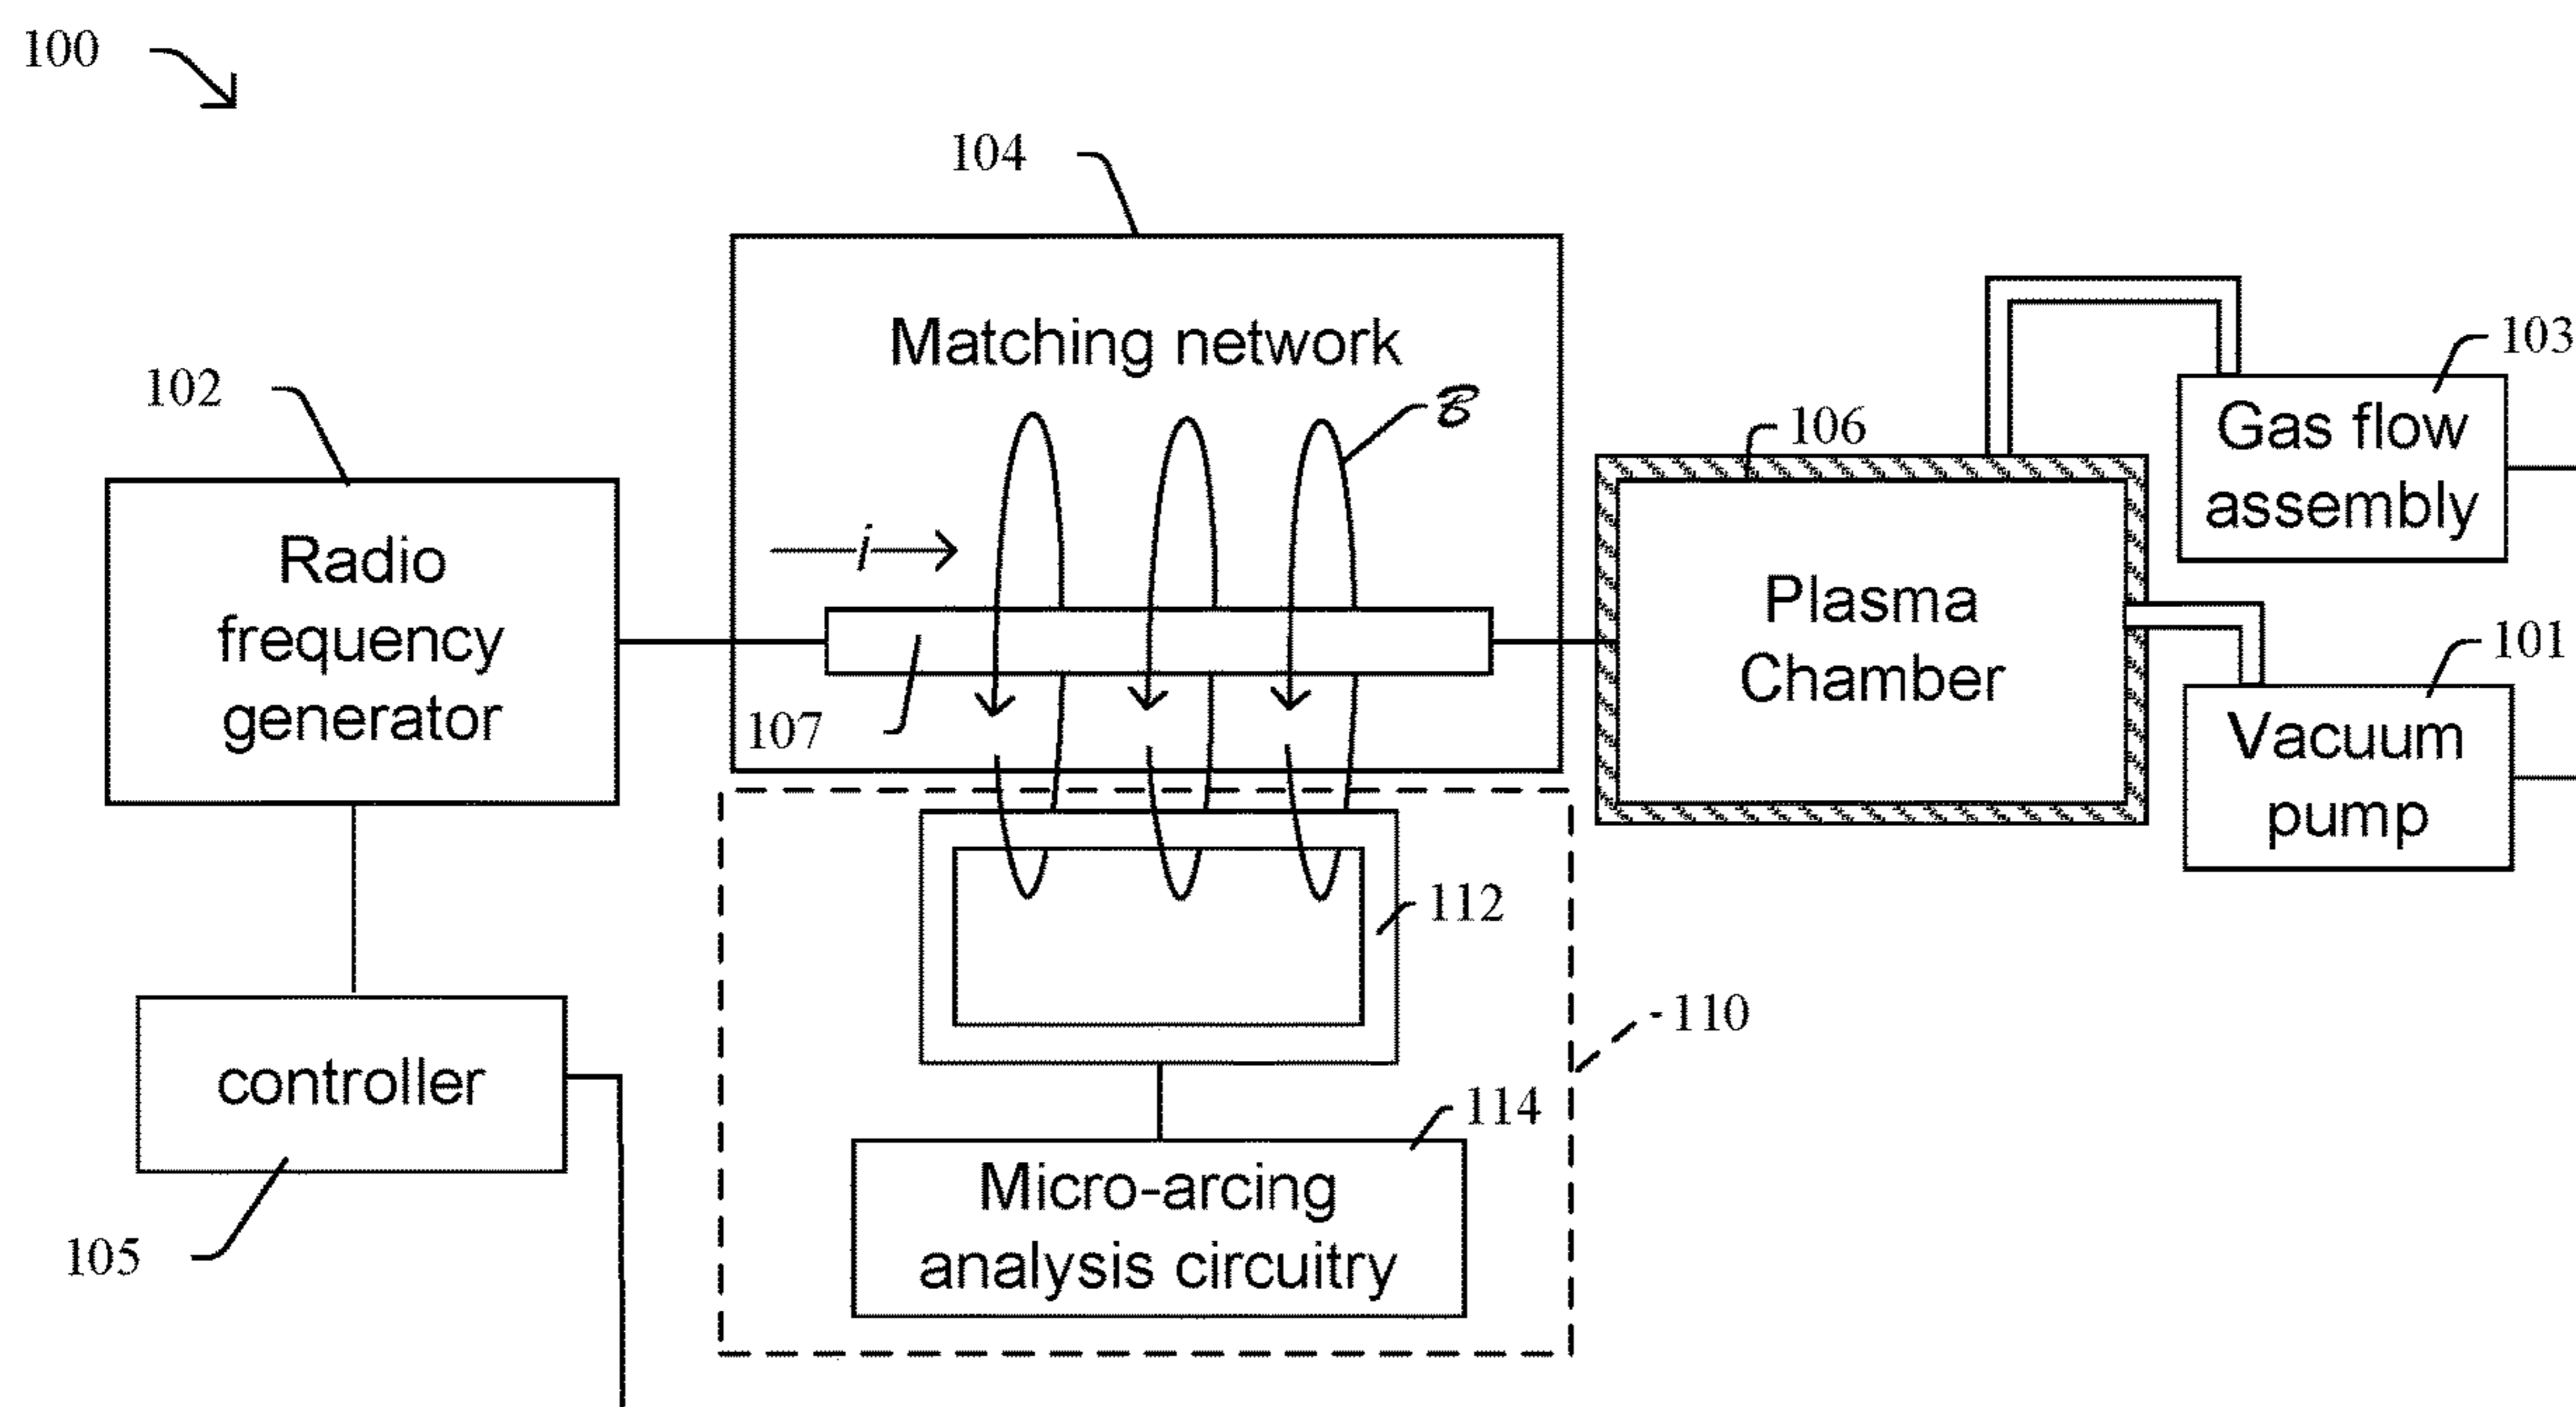 100
104
Matching network
102
B
103
Gas flow
assembly
106
i
Radio
frequency
generator
Plasma
Chamber
101
Vacuum
pump
107
112
110
controller
114
Micro-arcing
analysis circuitry
105